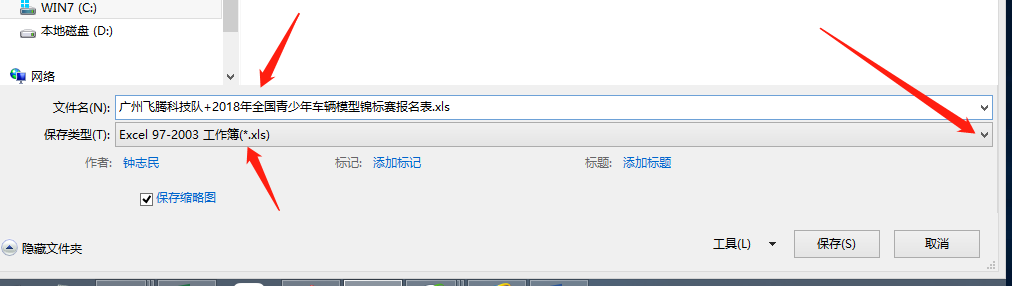 WIN7 (C:)
本地磁盘 (D:)
网络
文件名(N): 广州飞腾科技队+2018年全国青少年车辆模型锦标赛报名表.xls
保存类型(T): Excel 97-2003 工作簿(*.xls)
作者: 钟志民 标记: 添加标记 标题: 添加标题
保存缩略图
隐藏文件夹 工具(L) 保存(S) 取消